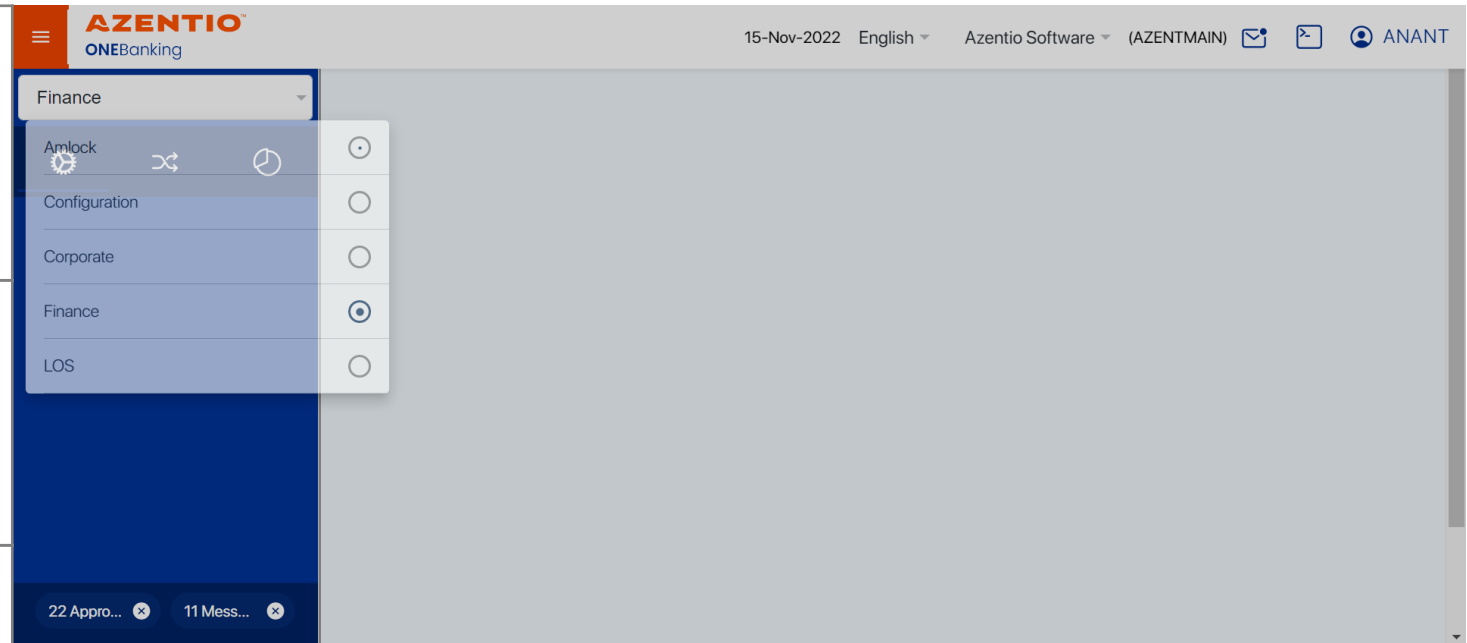 AZENTIO™
ONEBanking
15-Nov-2022 English Azentio Software (AZENTMAIN) ANANT
Finance
Amlock
Configuration
Corporate
Finance
LOS
22 Appro... 11 Mess...